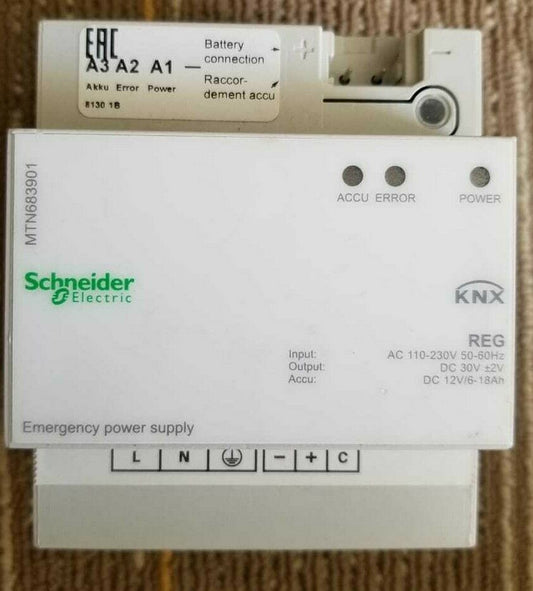 EAC
Battery
connection
+
A3 A2 A1 —
Raccor-
dement accu
Akku Error Power
8130 1B
MTN683901
ACCU ERROR POWER
Schneider
Electric
KNX
REG
Input: AC 110-230V 50-60Hz
Output: DC 30V ±2V
Accu: DC 12V/6-18Ah
Emergency power supply
L N − + C